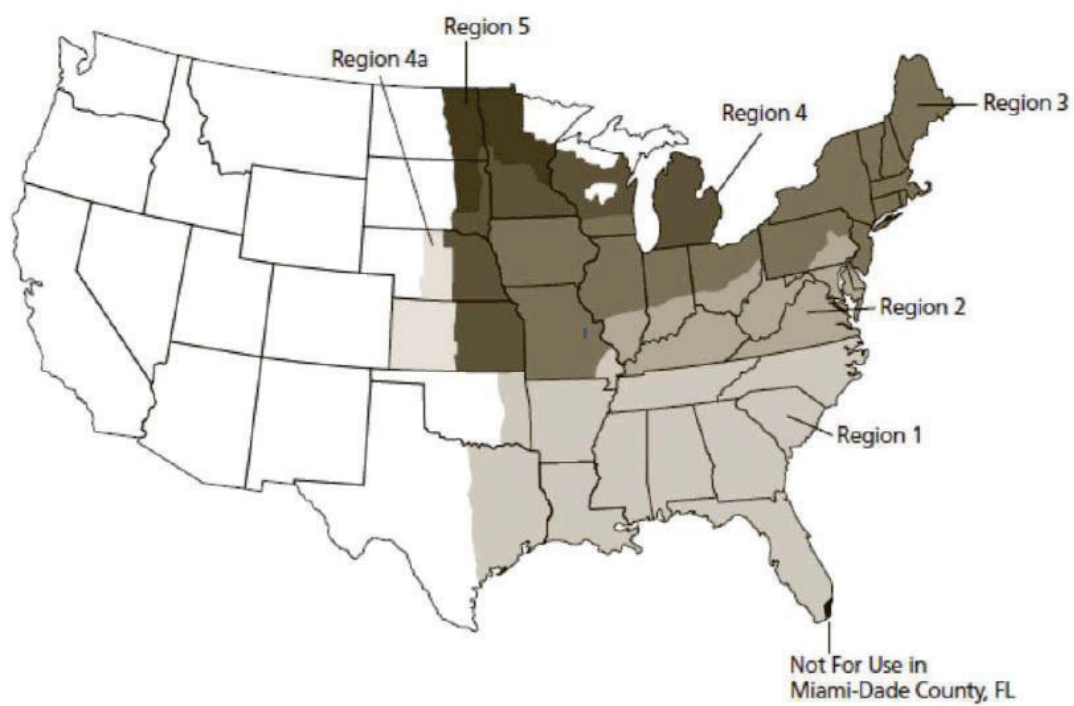 Region 5
Region 4a
Region 4
Region 3
Region 2
Region 1
Not For Use in
Miami-Dade County, FL